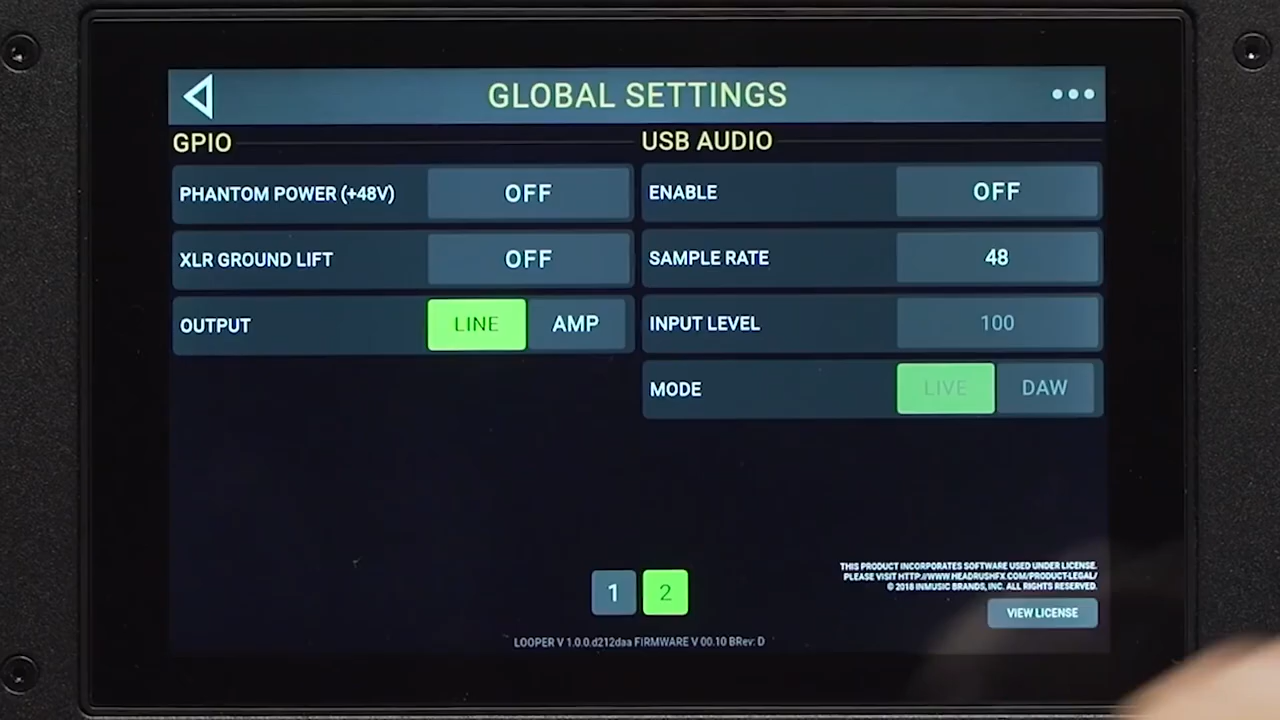 GLOBAL SETTINGS
GPIO
PHANTOM POWER (+48V) OFF
XLR GROUND LIFT OFF
OUTPUT LINE AMP
USB AUDIO
ENABLE OFF
SAMPLE RATE 48
INPUT LEVEL 100
MODE LIVE DAW
1 2
THIS PRODUCT INCORPORATES SOFTWARE USED UNDER LICENSE.
PLEASE VISIT HTTP://WWW.HEADRUSHFX.COM/PRODUCT-LEGAL/
© 2018 INMUSIC BRANDS, INC. ALL RIGHTS RESERVED.
VIEW LICENSE
LOOPER V 1.0.0.d212daa FIRMWARE V 00.10 BRev: D